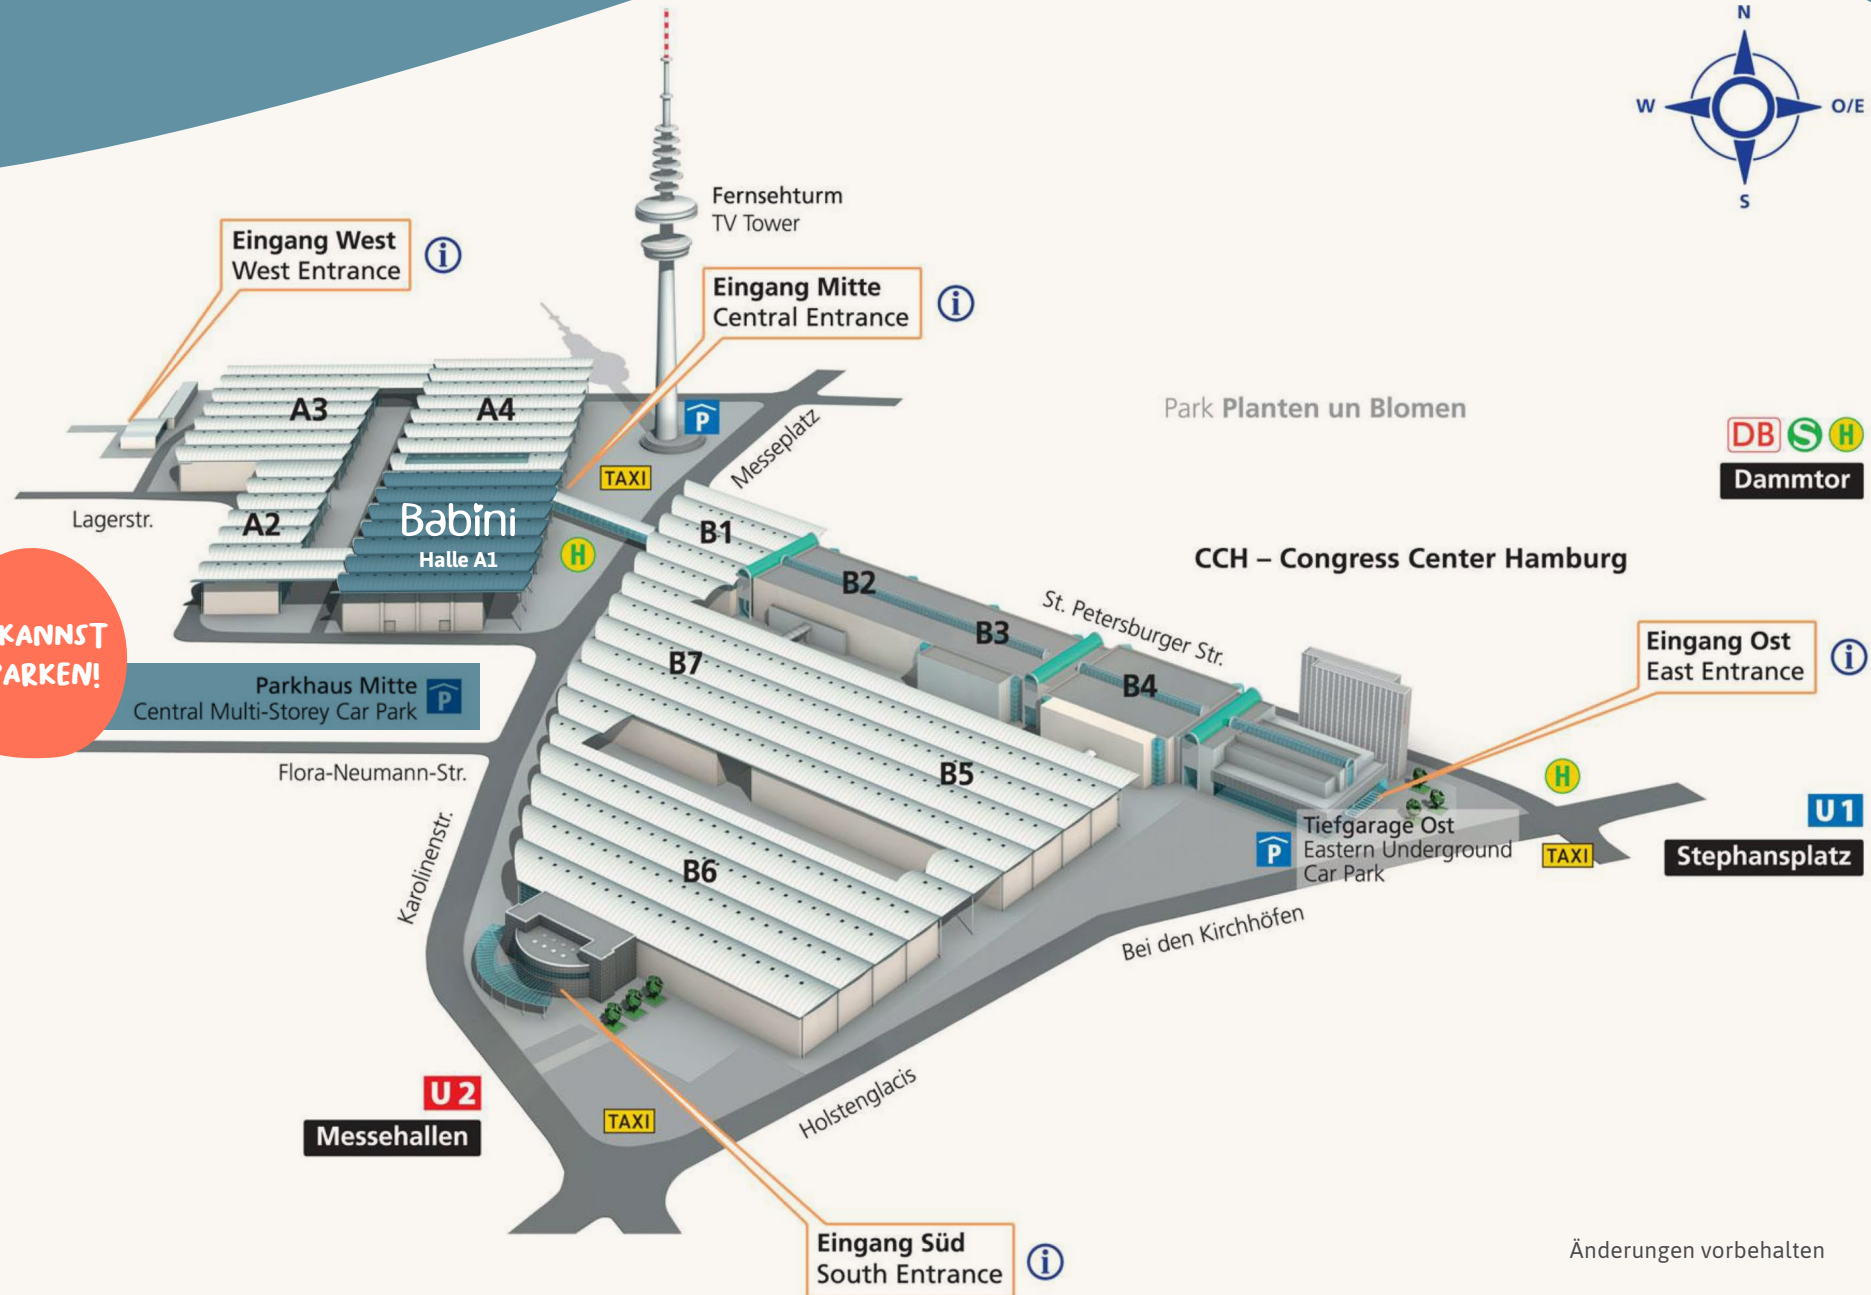 N
W
O/E
S
Fernsehturm
TV Tower
Eingang West
West Entrance
i
Eingang Mitte
Central Entrance
i
A3
A4
P
Messeplatz
Park Planten un Blomen
DB S H
Dammtor
TAXI
Lagerstr.
A2
Babini
Halle A1
H
B1
B2
B3
B4
CCH – Congress Center Hamburg
St. Petersburger Str.
Eingang Ost
East Entrance
i
KANNST
PARKEN!
Parkhaus Mitte
Central Multi-Storey Car Park
P
B7
B5
B6
Flora-Neumann-Str.
Karolinenstr.
H
U1
Stephansplatz
P
Tiefgarage Ost
Eastern Underground
Car Park
TAXI
Bei den Kirchhöfen
Holstenglacis
U2
Messehallen
TAXI
Eingang Süd
South Entrance
i
Änderungen vorbehalten